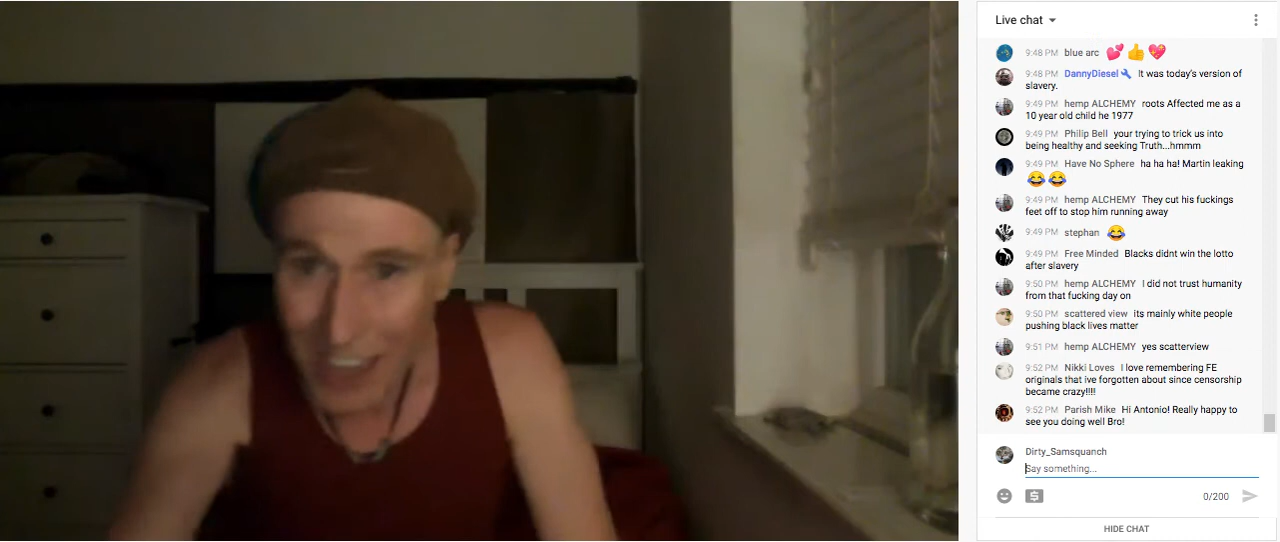 Live chat
9:48 PM blue arc
9:48 PM DannyDiesel It was today's version of
slavery.
9:49 PM hemp ALCHEMY roots Affected me as a
10 year old child he 1977
9:49 PM Philip Bell your trying to trick us into
being healthy and seeking Truth...hmmm
9:49 PM Have No Sphere ha ha ha! Martin leaking
9:49 PM hemp ALCHEMY They cut his fuckings
feet off to stop him running away
9:49 PM stephan
9:49 PM Free Minded Blacks didnt win the lotto
after slavery
9:50 PM hemp ALCHEMY I did not trust humanity
from that fucking day on
9:50 PM scattered view its mainly white people
pushing black lives matter
9:51 PM hemp ALCHEMY yes scatterview
9:52 PM Nikki Loves I love remembering FE
originals that ive forgotten about since censorship
became crazy!!!!
9:52 PM Parish Mike Hi Antonio! Really happy to
see you doing well Bro!
Dirty_Samsquanch
Say something...
0/200
HIDE CHAT